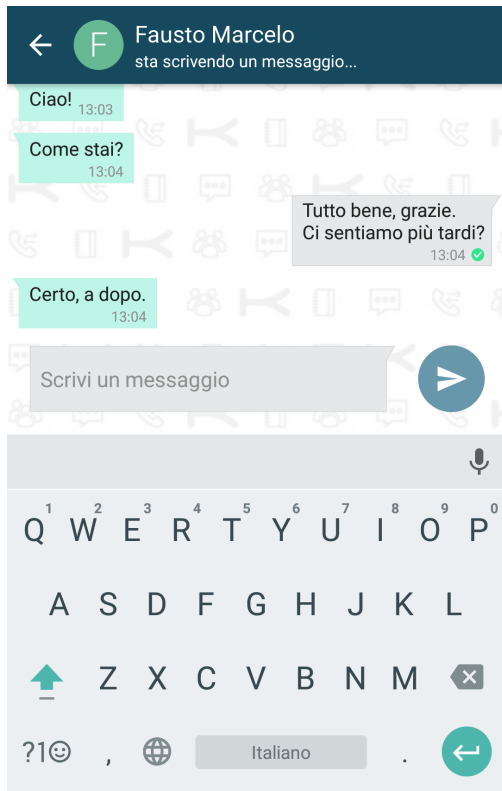 F
Fausto Marcelo
sta scrivendo un messaggio...
Ciao!
13:03
Come stai?
13:04
Tutto bene, grazie.
Ci sentiamo più tardi?
13:04
Certo, a dopo.
13:04
Scrivi un messaggio
1 2 3 4 5 6 7 8 9 0
Q W E R T Y U I O P
A S D F G H J K L
Z X C V B N M
?1 , Italiano .